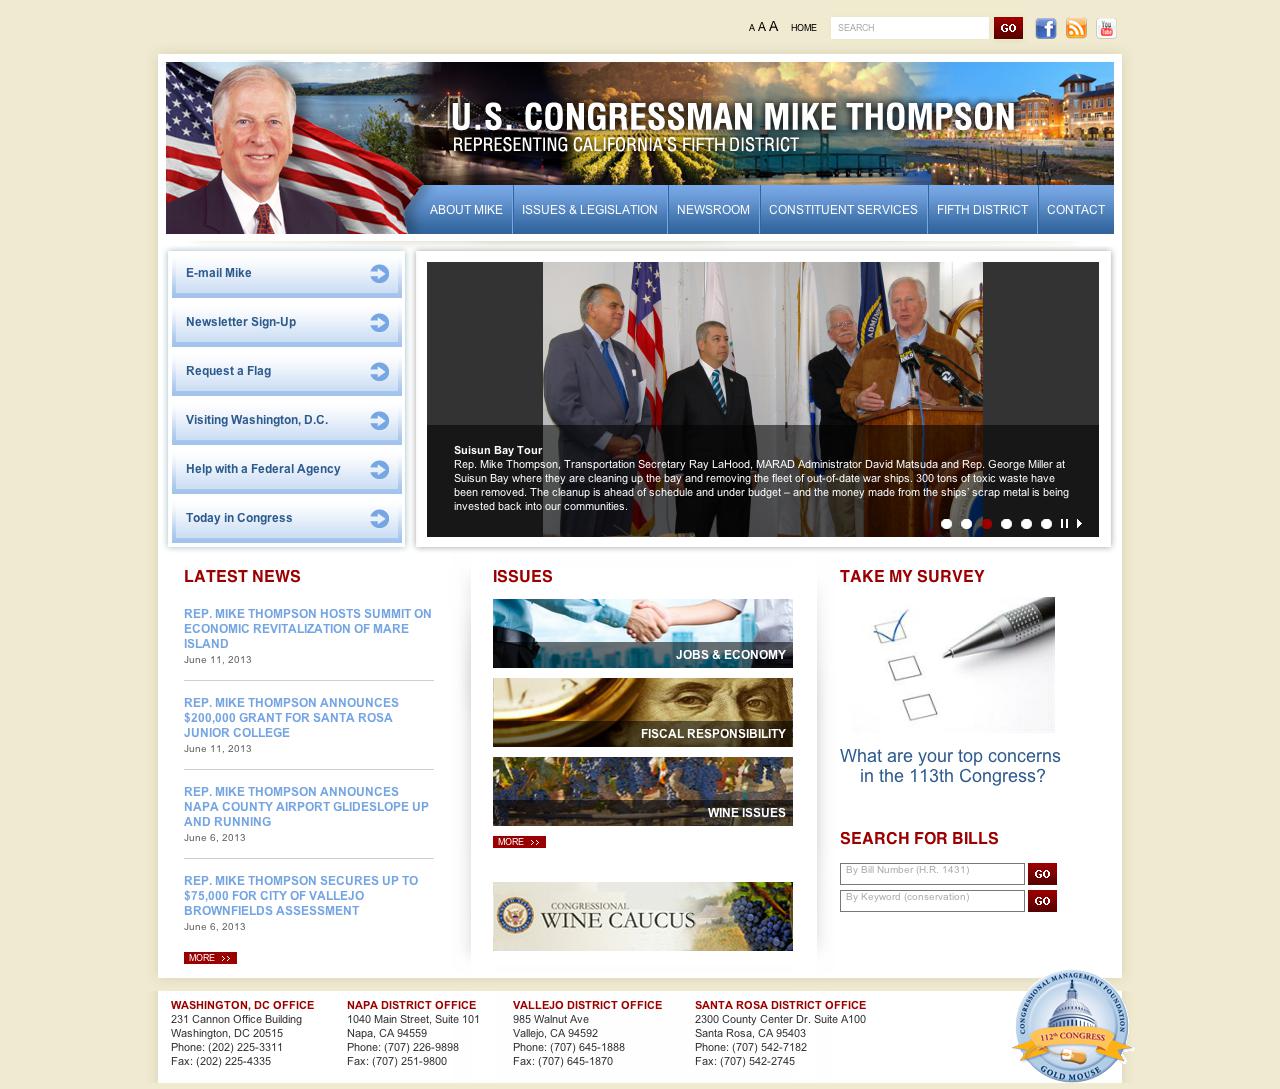 A A A HOME SEARCH GO
U.S. CONGRESSMAN MIKE THOMPSON
REPRESENTING CALIFORNIA'S FIFTH DISTRICT
ABOUT MIKE ISSUES & LEGISLATION NEWSROOM CONSTITUENT SERVICES FIFTH DISTRICT CONTACT
E-mail Mike
Newsletter Sign-Up
Request a Flag
Visiting Washington, D.C.
Help with a Federal Agency
Today in Congress
Suisun Bay Tour
Rep. Mike Thompson, Transportation Secretary Ray LaHood, MARAD Administrator David Matsuda and Rep. George Miller at
Suisun Bay where they are cleaning up the bay and removing the fleet of out-of-date war ships. 300 tons of toxic waste have
been removed. The cleanup is ahead of schedule and under budget – and the money made from the ships' scrap metal is being
invested back into our communities.
LATEST NEWS
REP. MIKE THOMPSON HOSTS SUMMIT ON
ECONOMIC REVITALIZATION OF MARE
ISLAND
June 11, 2013
REP. MIKE THOMPSON ANNOUNCES
$200,000 GRANT FOR SANTA ROSA
JUNIOR COLLEGE
June 11, 2013
REP. MIKE THOMPSON ANNOUNCES
NAPA COUNTY AIRPORT GLIDESLOPE UP
AND RUNNING
June 6, 2013
REP. MIKE THOMPSON SECURES UP TO
$75,000 FOR CITY OF VALLEJO
BROWNFIELDS ASSESSMENT
June 6, 2013
MORE >>
ISSUES
JOBS & ECONOMY
FISCAL RESPONSIBILITY
WINE ISSUES
MORE >>
CONGRESSIONAL
WINE CAUCUS
TAKE MY SURVEY
What are your top concerns
in the 113th Congress?
SEARCH FOR BILLS
By Bill Number (H.R. 1431) GO
By Keyword (conservation) GO
WASHINGTON, DC OFFICE
231 Cannon Office Building
Washington, DC 20515
Phone: (202) 225-3311
Fax: (202) 225-4335
NAPA DISTRICT OFFICE
1040 Main Street, Suite 101
Napa, CA 94559
Phone: (707) 226-9898
Fax: (707) 251-9800
VALLEJO DISTRICT OFFICE
985 Walnut Ave
Vallejo, CA 94592
Phone: (707) 645-1888
Fax: (707) 645-1870
SANTA ROSA DISTRICT OFFICE
2300 County Center Dr. Suite A100
Santa Rosa, CA 95403
Phone: (707) 542-7182
Fax: (707) 542-2745
CONGRESSIONAL MANAGEMENT FOUNDATION
112th CONGRESS
GOLD MOUSE